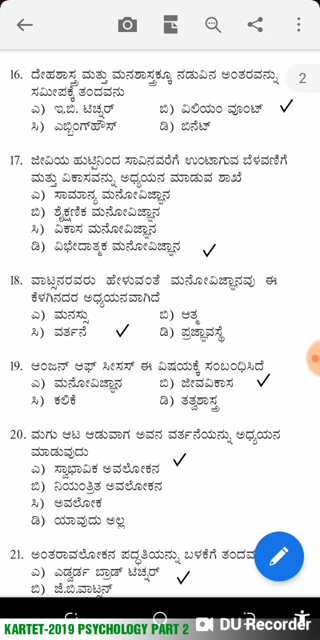 16. ದೇಹಶಾಸ್ತ್ರ ಮತ್ತು ಮನಶಾಸ್ತ್ರಕ್ಕೂ ನಡುವಿನ ಅಂತರವನ್ನು
2
ಸಮೀಪಕ್ಕೆ ತಂದವನು
ಎ) ಇ.ಬಿ. ಟಿಚ್ನರ್ ಬಿ) ವಿಲಿಯಂ ವೂಂಟ್
ಸಿ) ಎಬ್ಬಿಂಗ್‌ಹೌಸ್ ಡಿ) ಬಿನೆಟ್
17. ಜೀವಿಯ ಹುಟ್ಟಿನಿಂದ ಸಾವಿನವರೆಗೆ ಉಂಟಾಗುವ ಬೆಳವಣಿಗೆ
ಮತ್ತು ವಿಕಾಸವನ್ನು ಅಧ್ಯಯನ ಮಾಡುವ ಶಾಖೆ
ಎ) ಸಾಮಾನ್ಯ ಮನೋವಿಜ್ಞಾನ
ಬಿ) ಶೈಕ್ಷಣಿಕ ಮನೋವಿಜ್ಞಾನ
ಸಿ) ವಿಕಾಸ ಮನೋವಿಜ್ಞಾನ
ಡಿ) ವಿಭೇದಾತ್ಮಕ ಮನೋವಿಜ್ಞಾನ
18. ವಾಟ್ಸನರವರು ಹೇಳುವಂತೆ ಮನೋವಿಜ್ಞಾನವು ಈ
ಕೆಳಗಿನದರ ಅಧ್ಯಯನವಾಗಿದೆ
ಎ) ಮನಸ್ಸು ಬಿ) ಆತ್ಮ
ಸಿ) ವರ್ತನೆ ಡಿ) ಪ್ರಜ್ಞಾವಸ್ಥೆ
19. ಆಂಜನ್ ಆಫ್ ಸೀಸಸ್ ಈ ವಿಷಯಕ್ಕೆ ಸಂಬಂಧಿಸಿದೆ
ಎ) ಮನೋವಿಜ್ಞಾನ ಬಿ) ಜೀವವಿಕಾಸ
ಸಿ) ಕಲಿಕೆ ಡಿ) ತತ್ವಶಾಸ್ತ್ರ
20. ಮಗು ಆಟ ಆಡುವಾಗ ಅವನ ವರ್ತನೆಯನ್ನು ಅಧ್ಯಯನ
ಮಾಡುವುದು
ಎ) ಸ್ವಾಭಾವಿಕ ಅವಲೋಕನ
ಬಿ) ನಿಯಂತ್ರಿತ ಅವಲೋಕನ
ಸಿ) ಅವಲೋಕ
ಡಿ) ಯಾವುದು ಅಲ್ಲ
21. ಅಂತರಾವಲೋಕನ ಪದ್ಧತಿಯನ್ನು ಬಳಕೆಗೆ
ಎ) ಎಡ್ವರ್ಡ ಬ್ರಾಡ್ ಟಿಚ್ನರ್
ಬಿ) ಜೆ.ಬಿ.ವಾಟ್ಸನ್
KARTET-2019 PSYCHOLOGY PART 2
DU Recorder